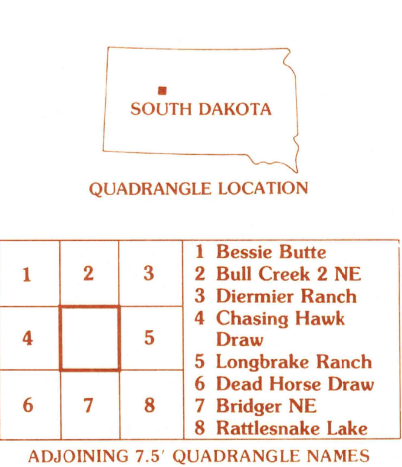 SOUTH DAKOTA
QUADRANGLE LOCATION
1 2 3
4 5
6 7 8
1 Bessie Butte
2 Bull Creek 2 NE
3 Diermier Ranch
4 Chasing Hawk
Draw
5 Longbrake Ranch
6 Dead Horse Draw
7 Bridger NE
8 Rattlesnake Lake
ADJOINING 7.5′ QUADRANGLE NAMES